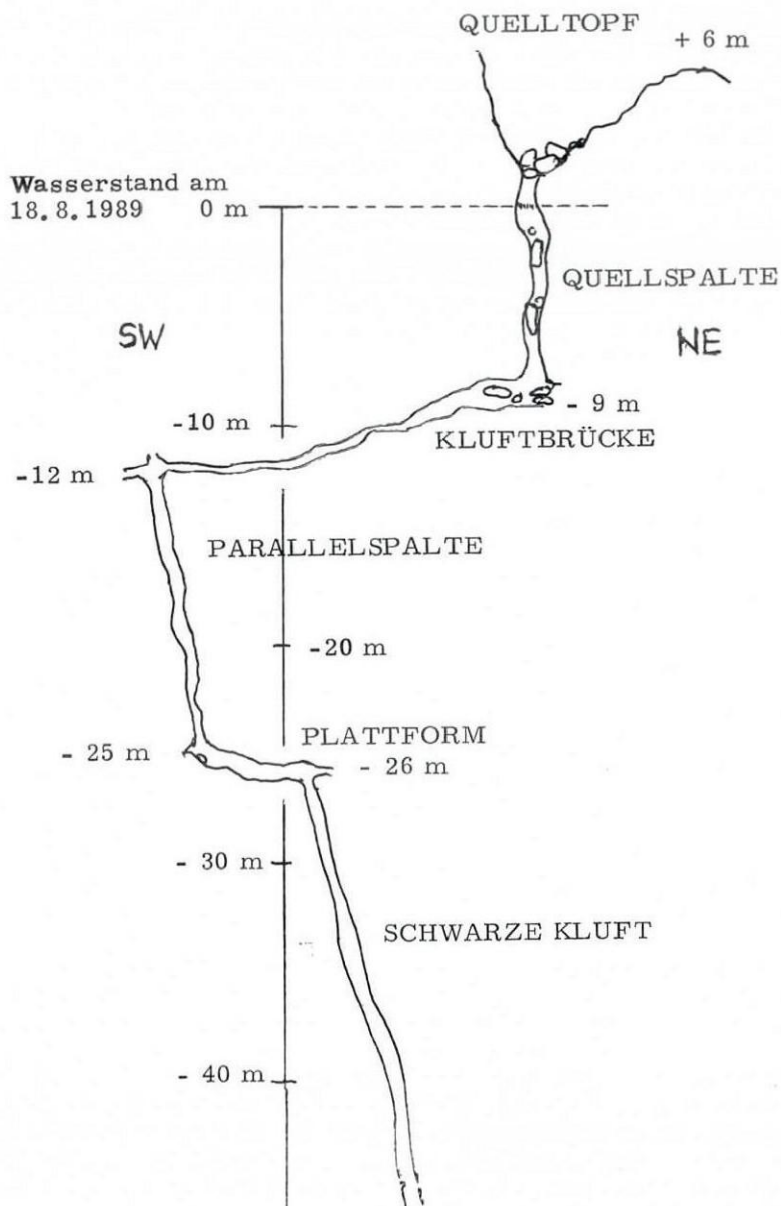 QUELLTOPF
+ 6 m
Wasserstand am
18.8.1989 0 m
QUELLSPALTE
SW
NE
- 9 m
-10 m
KLUFTBRÜCKE
-12 m
PARALLELSPALTE
-20 m
PLATTFORM
- 25 m
- 26 m
- 30 m
SCHWARZE KLUFT
- 40 m